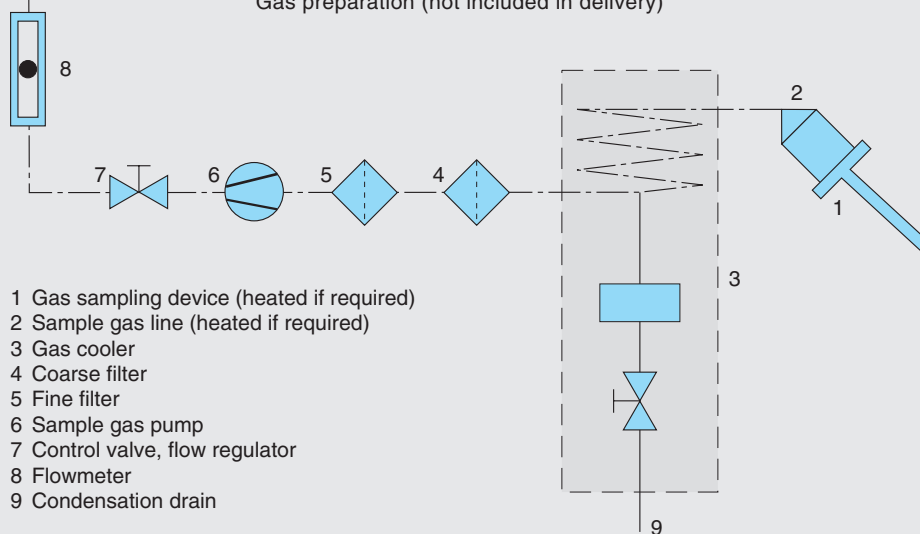 Gas preparation (not included in delivery)
8
2
7
6
5
4
1
3
1 Gas sampling device (heated if required)
2 Sample gas line (heated if required)
3 Gas cooler
4 Coarse filter
5 Fine filter
6 Sample gas pump
7 Control valve, flow regulator
8 Flowmeter
9 Condensation drain
9